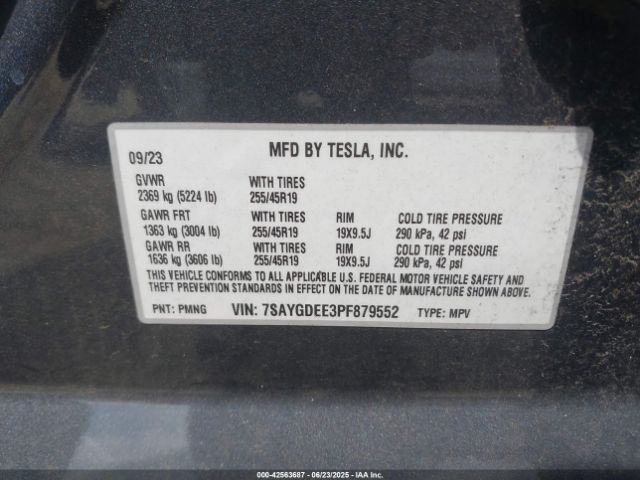 MFD BY TESLA, INC.
09/23
GVWR WITH TIRES
2369 kg (5224 lb) 255/45R19
GAWR FRT WITH TIRES RIM COLD TIRE PRESSURE
1363 kg (3004 lb) 255/45R19 19X9.5J 290 kPa, 42 psi
GAWR RR WITH TIRES RIM COLD TIRE PRESSURE
1636 kg (3606 lb) 255/45R19 19X9.5J 290 kPa, 42 psi
THIS VEHICLE CONFORMS TO ALL APPLICABLE U.S. FEDERAL MOTOR VEHICLE SAFETY AND
THEFT PREVENTION STANDARDS IN EFFECT ON THE DATE OF MANUFACTURE SHOWN ABOVE.
PNT: PMNG VIN: 7SAYGDEE3PF879552 TYPE: MPV
000-42563687 - 06/23/2025 - IAA Inc.